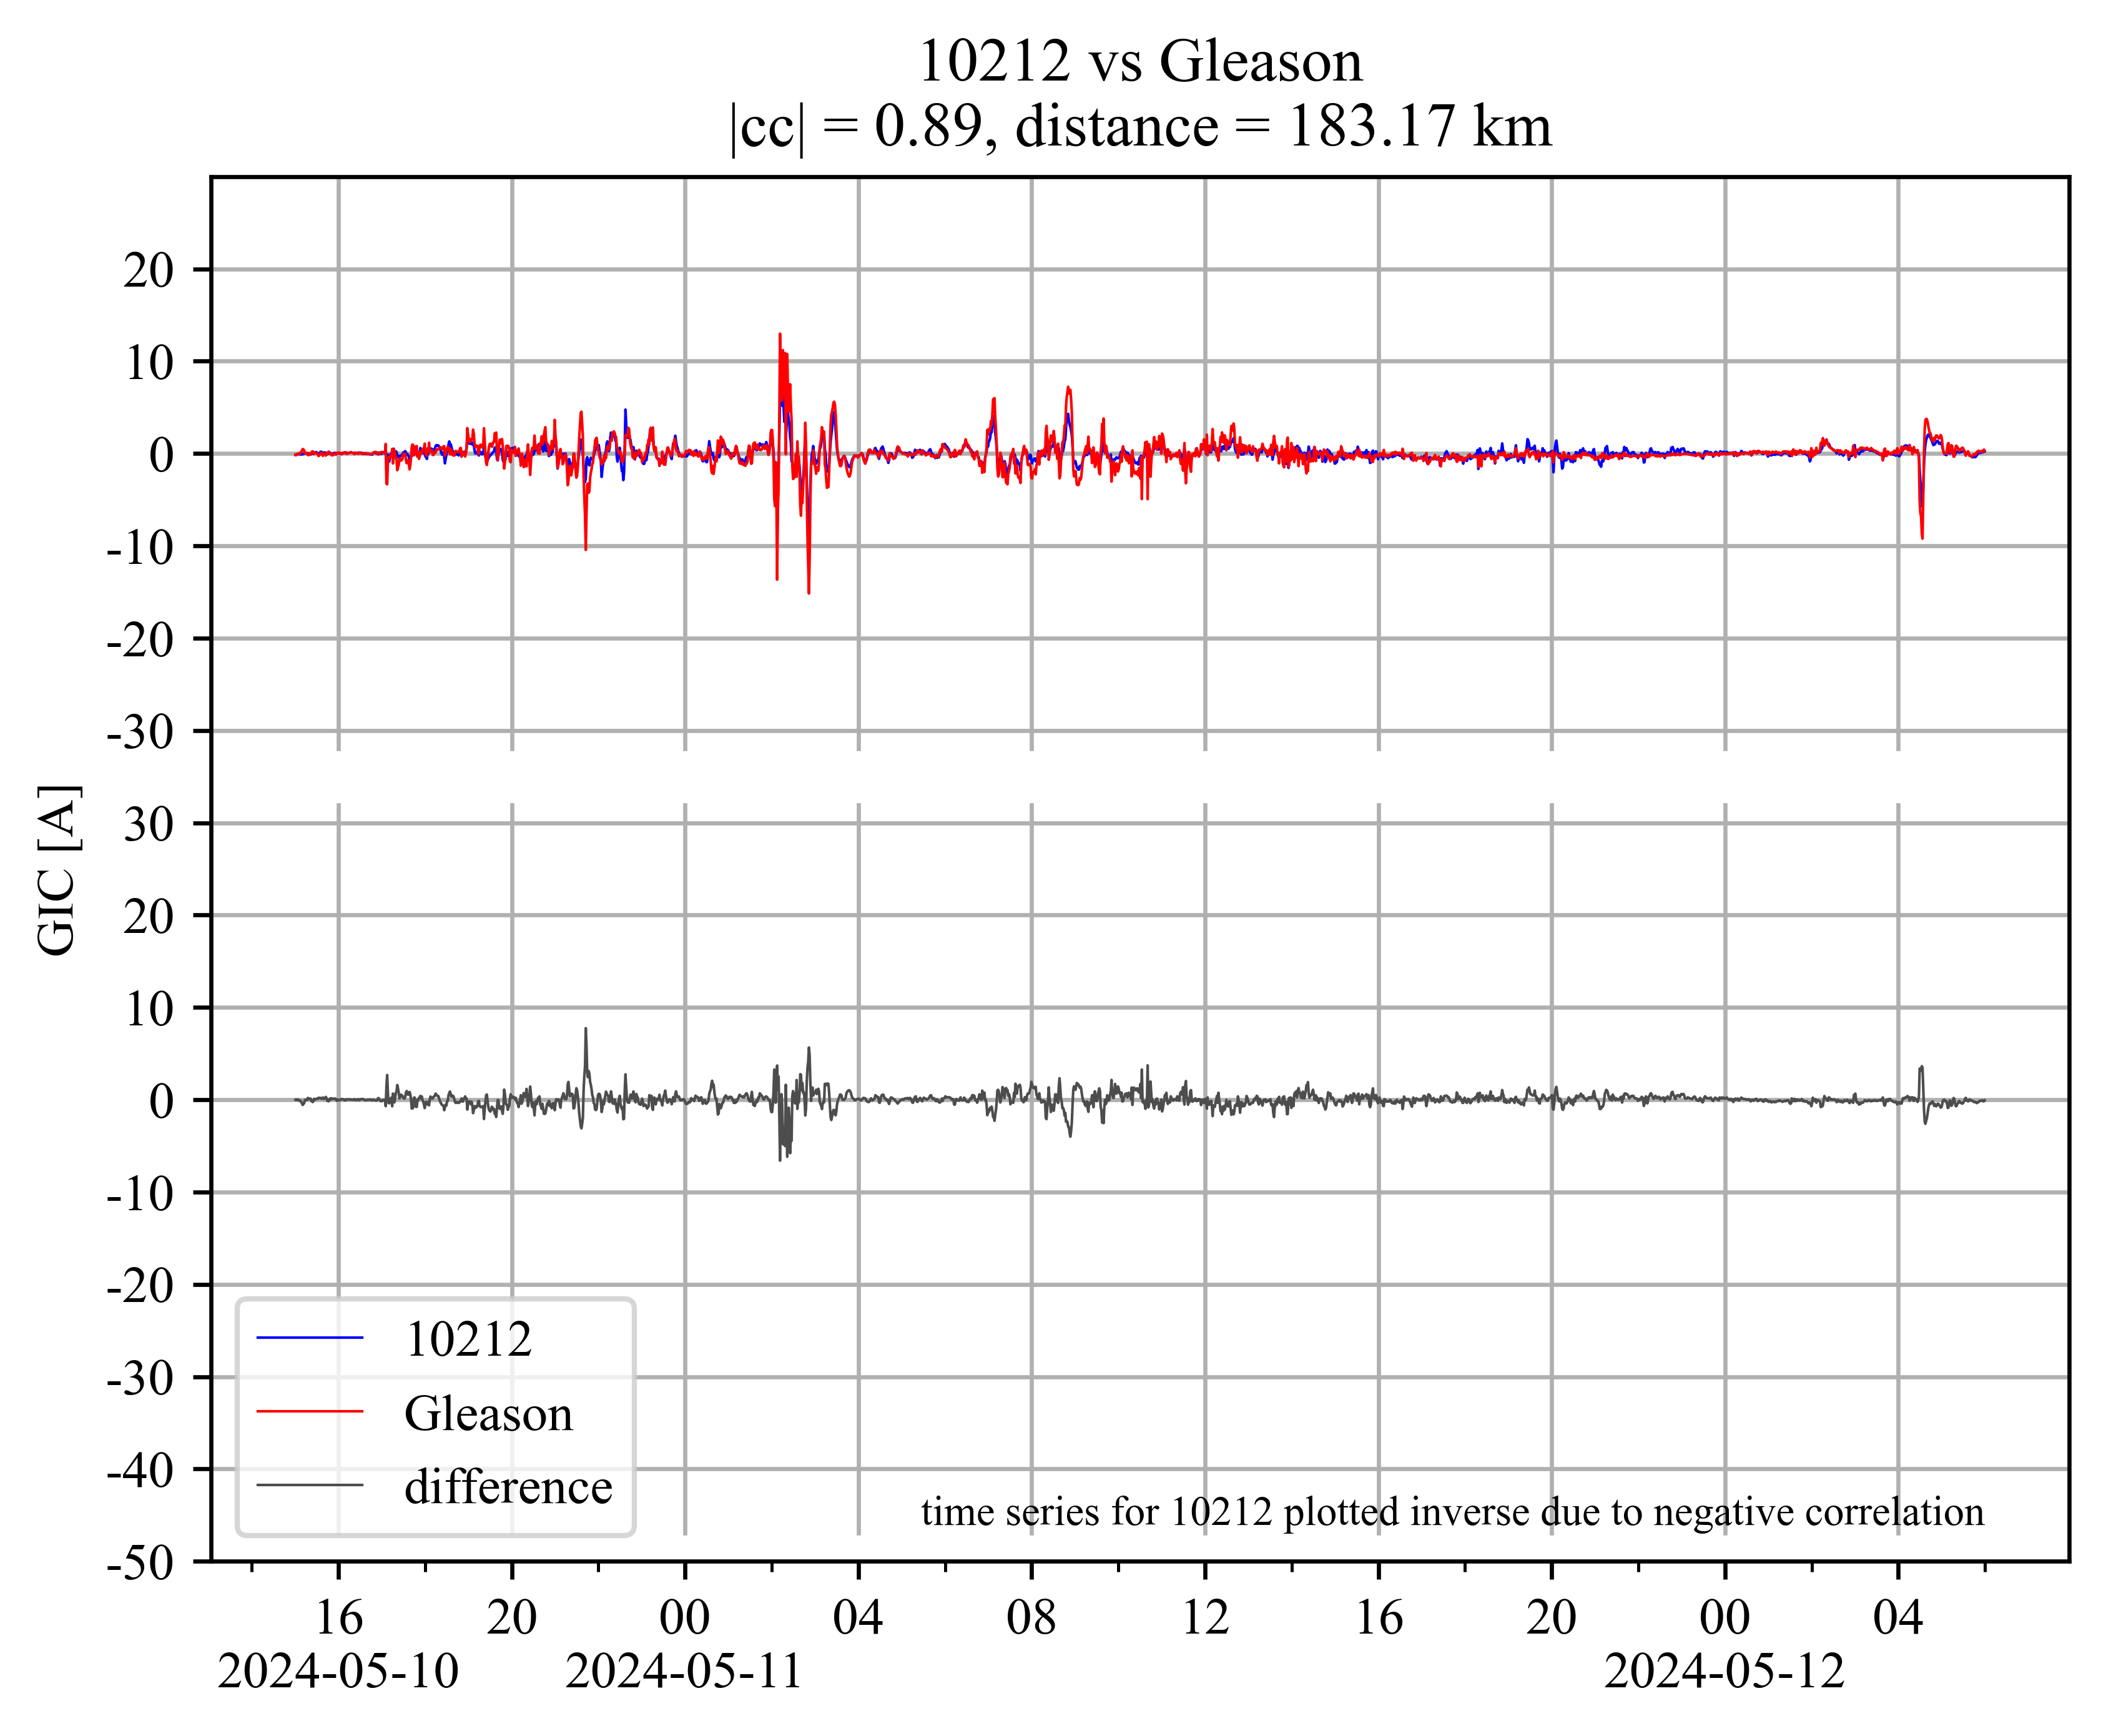 10212 vs Gleason
|cc| = 0.89, distance = 183.17 km
GIC [A]
20
10
0
-10
-20
-30
30
20
10
0
-10
-20
-30
-40
-50
10212
Gleason
difference
time series for 10212 plotted inverse due to negative correlation
16 20 00 04 08 12 16 20 00 04
2024-05-10 2024-05-11 2024-05-12